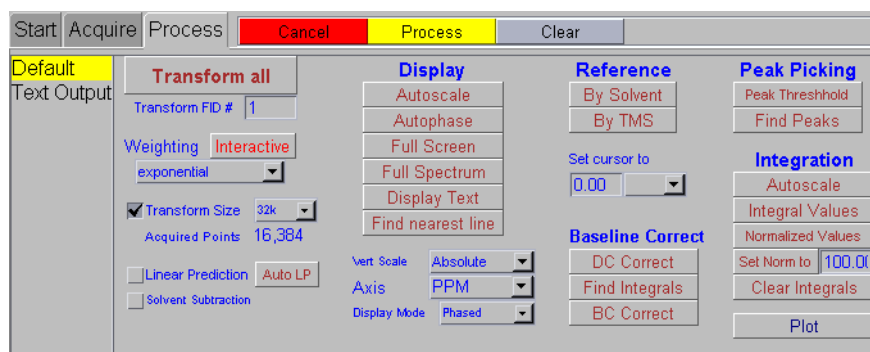 Start Acquire Process Cancel Process Clear
Default
Text Output
Transform all
Transform FID # 1
Weighting Interactive
exponential
Transform Size 32k
Acquired Points 16,384
Linear Prediction Auto LP
Solvent Subtraction
Display
Autoscale
Autophase
Full Screen
Full Spectrum
Display Text
Find nearest line
Vert Scale Absolute
Axis PPM
Display Mode Phased
Reference
By Solvent
By TMS
Set cursor to
0.00
Baseline Correct
DC Correct
Find Integrals
BC Correct
Peak Picking
Peak Threshhold
Find Peaks
Integration
Autoscale
Integral Values
Normalized Values
Set Norm to 100.00
Clear Integrals
Plot